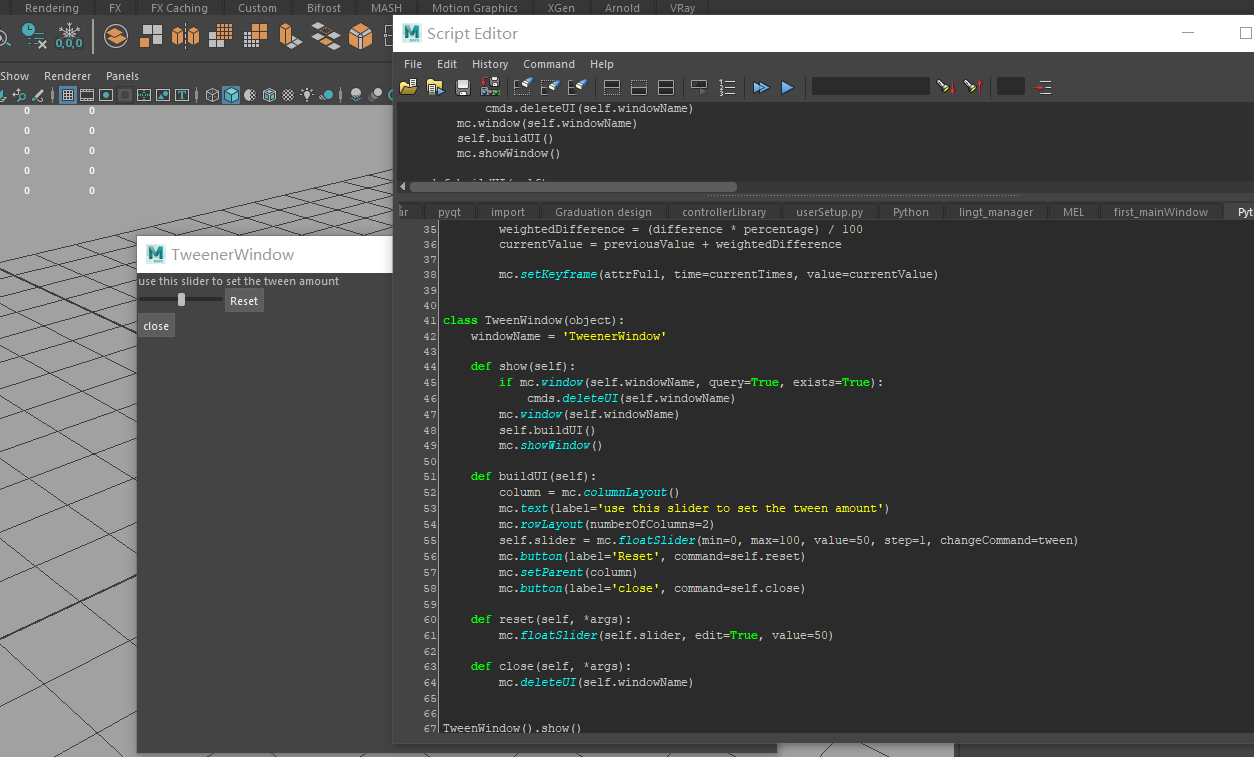 Rendering FX FX Caching Custom Bifrost MASH Motion Graphics XGen Arnold VRay
0,0,0
Show Renderer Panels
0 0
0 0
0 0
0 0
0 0
TweenerWindow
use this slider to set the tween amount
Reset
close
Script Editor
File Edit History Command Help
cmds.deleteUI(self.windowName)
mc.window(self.windowName)
self.buildUI()
mc.showWindow()
ar pyqt import Graduation design controllerLibrary userSetup.py Python lingt_manager MEL first_mainWindow Pyt
35 weightedDifference = (difference * percentage) / 100
36 currentValue = previousValue + weightedDifference
37
38 mc.setKeyframe(attrFull, time=currentTimes, value=currentValue)
39
40
41 class TweenWindow(object):
42 windowName = 'TweenerWindow'
43
44 def show(self):
45 if mc.window(self.windowName, query=True, exists=True):
46 cmds.deleteUI(self.windowName)
47 mc.window(self.windowName)
48 self.buildUI()
49 mc.showWindow()
50
51 def buildUI(self):
52 column = mc.columnLayout()
53 mc.text(label='use this slider to set the tween amount')
54 mc.rowLayout(numberOfColumns=2)
55 self.slider = mc.floatSlider(min=0, max=100, value=50, step=1, changeCommand=tween)
56 mc.button(label='Reset', command=self.reset)
57 mc.setParent(column)
58 mc.button(label='close', command=self.close)
59
60 def reset(self, *args):
61 mc.floatSlider(self.slider, edit=True, value=50)
62
63 def close(self, *args):
64 mc.deleteUI(self.windowName)
65
66
67 TweenWindow().show()